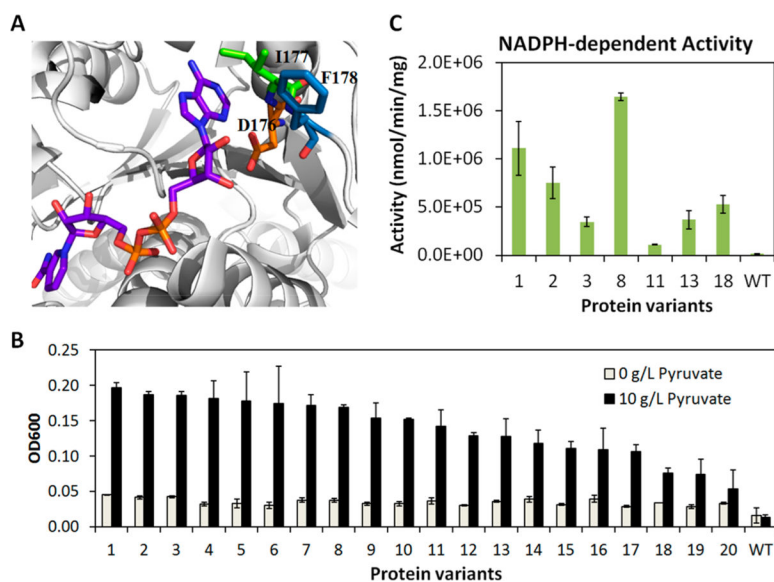 A
I177
F178
D176
C
NADPH-dependent Activity
Activity (nmol/min/mg)
2.0E+06
1.5E+06
1.0E+06
5.0E+05
0.0E+00
1 2 3 8 11 13 18 WT
Protein variants
B
OD600
0.25
0.20
0.15
0.10
0.05
0.00
0 g/L Pyruvate
10 g/L Pyruvate
1 2 3 4 5 6 7 8 9 10 11 12 13 14 15 16 17 18 19 20 WT
Protein variants